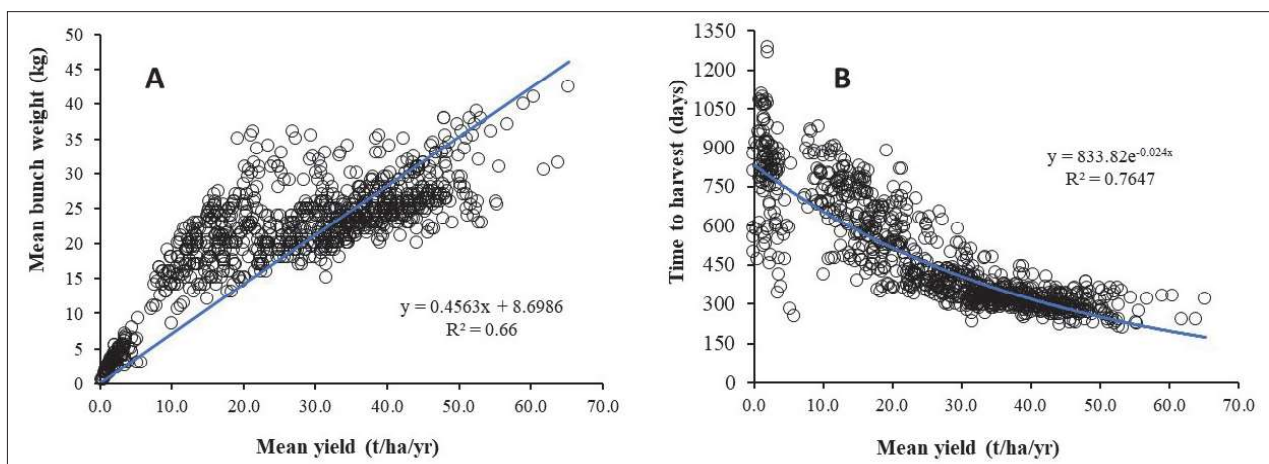 A
Mean bunch weight (kg)
50
45
40
35
30
25
20
15
10
5
0
0.0 10.0 20.0 30.0 40.0 50.0 60.0 70.0
Mean yield (t/ha/yr)
y = 0.4563x + 8.6986
R² = 0.66
B
Time to harvest (days)
1350
1200
1050
900
750
600
450
300
150
0
0.0 10.0 20.0 30.0 40.0 50.0 60.0 70.0
Mean yield (t/ha/yr)
y = 833.82e⁻⁰·⁰²⁴ˣ
R² = 0.7647